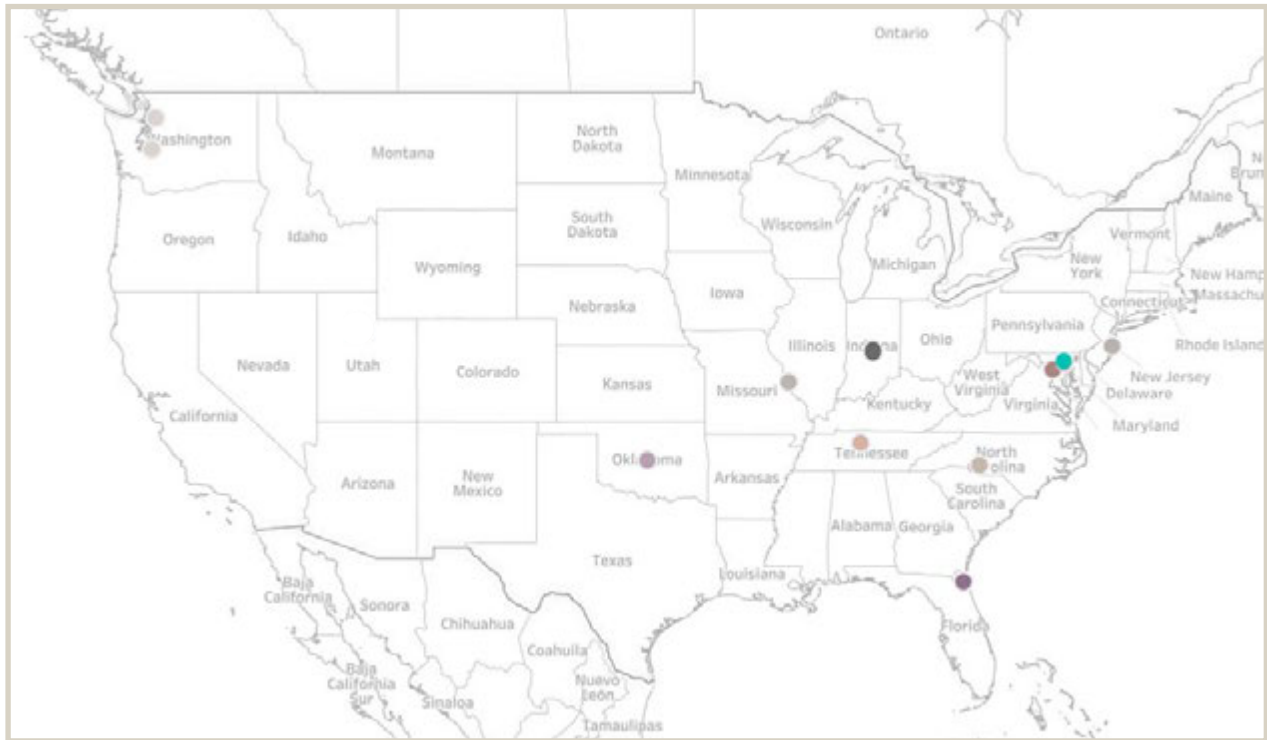 Ontario
Washington
Montana
North
Dakota
Minnesota
Maine
Oregon
Idaho
South
Dakota
Wisconsin
Vermont
Wyoming
Michigan
New
York
New Hamp
Nebraska
Iowa
Connecticut
Massachu
Nevada
Utah
Colorado
Kansas
Missouri
Illinois
Indiana
Ohio
Pennsylvania
Rhode Island
West
Virginia
Virginia
New Jersey
Delaware
Maryland
Kentucky
California
Oklahoma
Tennessee
North
Carolina
Arizona
New
Mexico
Arkansas
South
Carolina
Texas
Louisiana
Alabama
Georgia
Baja
California
Sonora
Chihuahua
Coahuila
Florida
Baja
California
Sur
Sinaloa
Nuevo
León
Tamaulipas